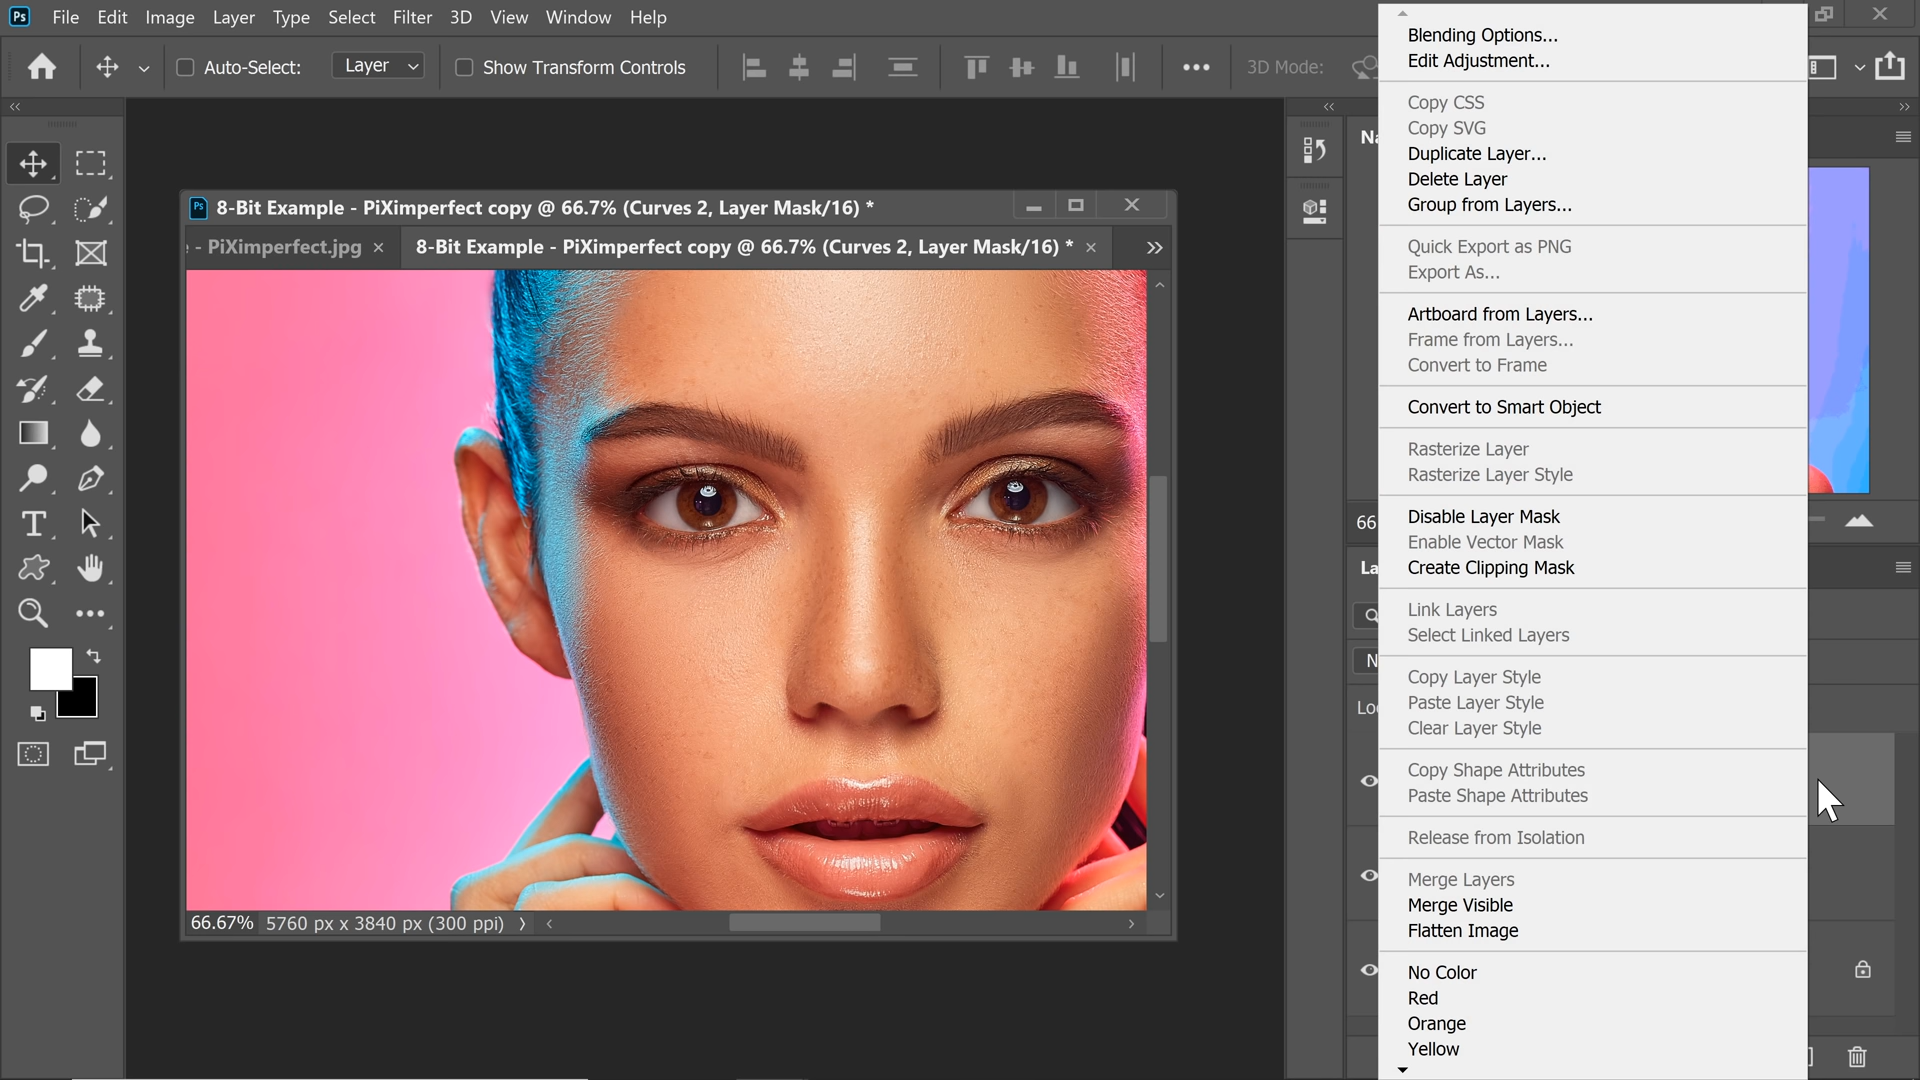 Ps File Edit Image Layer Type Select Filter 3D View Window Help
Auto-Select: Layer Show Transform Controls 3D Mode:
Ps 8-Bit Example - PiXimperfect copy @ 66.7% (Curves 2, Layer Mask/16) *
- PiXimperfect.jpg × 8-Bit Example - PiXimperfect copy @ 66.7% (Curves 2, Layer Mask/16) * ×
66.67% 5760 px x 3840 px (300 ppi)
Na
66
La
N
Loc
Blending Options...
Edit Adjustment...
Copy CSS
Copy SVG
Duplicate Layer...
Delete Layer
Group from Layers...
Quick Export as PNG
Export As...
Artboard from Layers...
Frame from Layers...
Convert to Frame
Convert to Smart Object
Rasterize Layer
Rasterize Layer Style
Disable Layer Mask
Enable Vector Mask
Create Clipping Mask
Link Layers
Select Linked Layers
Copy Layer Style
Paste Layer Style
Clear Layer Style
Copy Shape Attributes
Paste Shape Attributes
Release from Isolation
Merge Layers
Merge Visible
Flatten Image
No Color
Red
Orange
Yellow